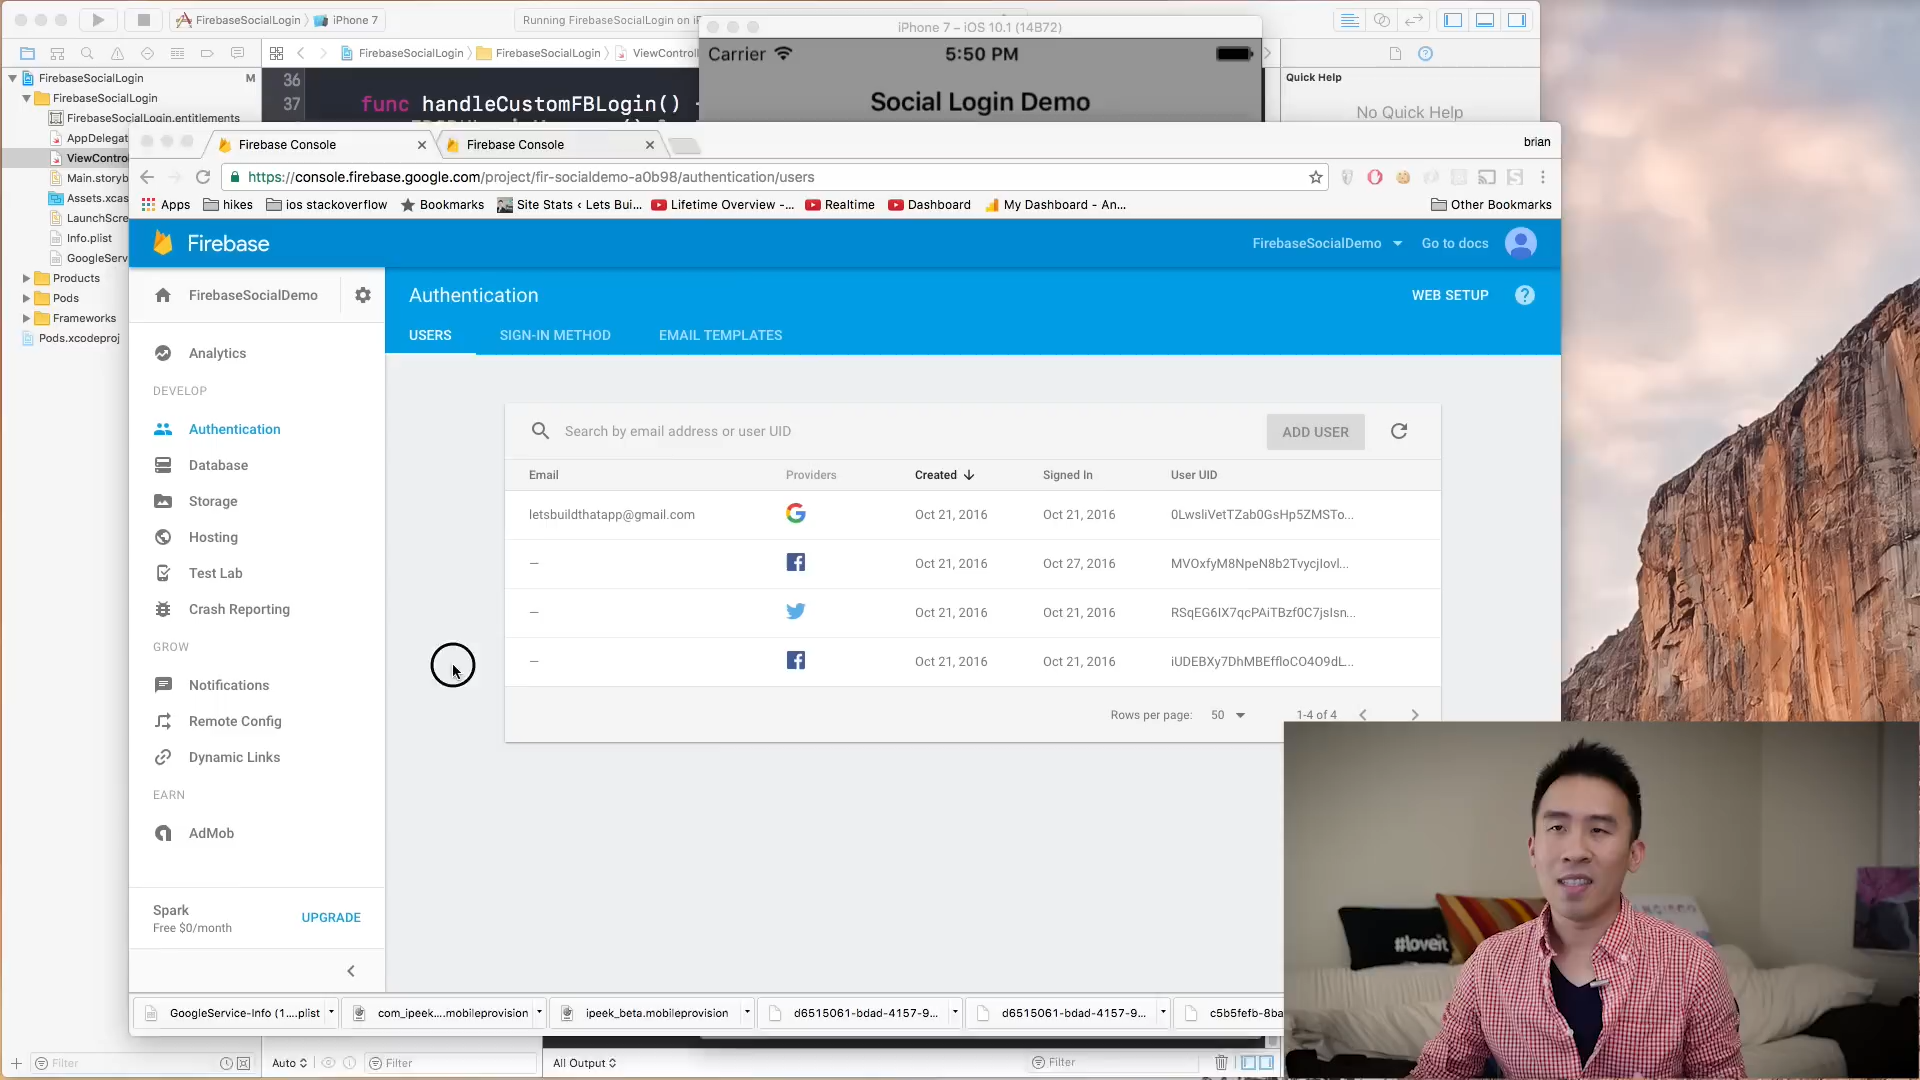 FirebaseSocialLogin
iPhone 7
Running FirebaseSocialLogin on
iPhone 7 – iOS 10.1 (14B72)
FirebaseSocialLogin
FirebaseSocialLogin
Carrier
5:50 PM
FirebaseSocialLogin
M
FirebaseSocialLogin
FirebaseSocialLogin.entitlements
Main.storyb
Assets.xcas
Info.plist
Products
Pods
Frameworks
Pods.xcodeproj
36
37
func handleCustomFBLogin()
Social Login Demo
Quick Help
No Quick Help
Firebase Console
Firebase Console
brian
https://console.firebase.google.com/project/fir-socialdemo-a0b98/authentication/users
Apps
hikes
ios stackoverflow
Bookmarks
Site Stats ‹ Lets Bui...
Lifetime Overview -...
Realtime
Dashboard
My Dashboard - An...
Other Bookmarks
Firebase
FirebaseSocialDemo
Go to docs
FirebaseSocialDemo
Authentication
WEB SETUP
USERS
SIGN-IN METHOD
EMAIL TEMPLATES
Analytics
DEVELOP
Authentication
Database
Storage
Hosting
Test Lab
Crash Reporting
GROW
Notifications
Remote Config
Dynamic Links
EARN
AdMob
Spark
Free $0/month
UPGRADE
Search by email address or user UID
ADD USER
Email Providers Created Signed In User UID
letsbuildthatapp@gmail.com Oct 21, 2016 Oct 21, 2016
– Oct 21, 2016 Oct 27, 2016
– Oct 21, 2016 Oct 21, 2016
– Oct 21, 2016 Oct 21, 2016
Rows per page: 50 1-4 of 4
#loveit
GoogleService-Info (1....plist
com_ipeek....mobileprovision
ipeek_beta.mobileprovision
d6515061-bdad-4157-9...
d6515061-bdad-4157-9...
c5b5fefb-8ba
Filter
Auto
Filter
All Output
Filter